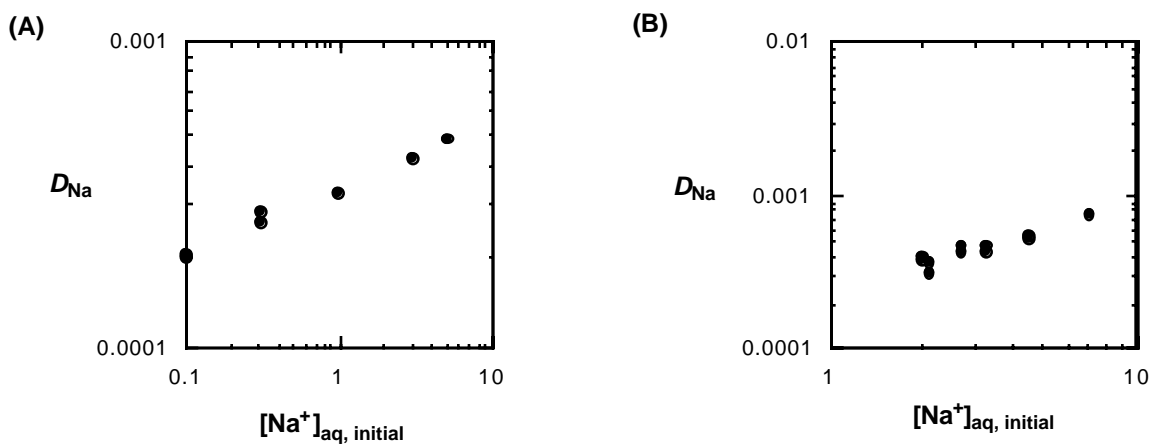 (A)
0.001
D_Na
0.0001
0.1
1
10
[Na⁺]aq, initial
(B)
0.01
D_Na
0.001
0.0001
1
10
[Na⁺]aq, initial